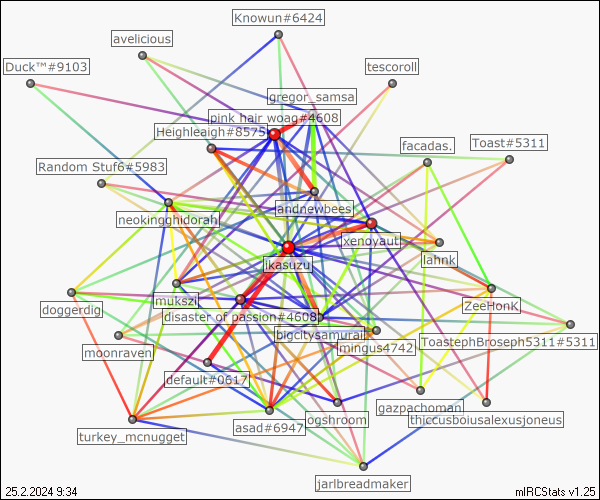 Knowun#6424
avelicious
Duck™#9103
tescoroll
gregor_samsa
pink hair woag#4608
Heighleigh#8575
facadas.
Toast#5311
Random Stuf6#5983
andnewbees
neokingghidorah
xenoyaut
lahnk
ikasuzu
mukszi
ZeeHonK
doggerdig
disaster of passion#4608
bigcitysamurai
ToastephBroseph5311#5311
moonraven
mingus4742
default#0617
gazpachoman
thiccusboiusalexusjoneus
ogshroom
turkey_mcnugget
asad#6947
jarlbreadmaker
25.2.2024 9:34
mIRCStats v1.25